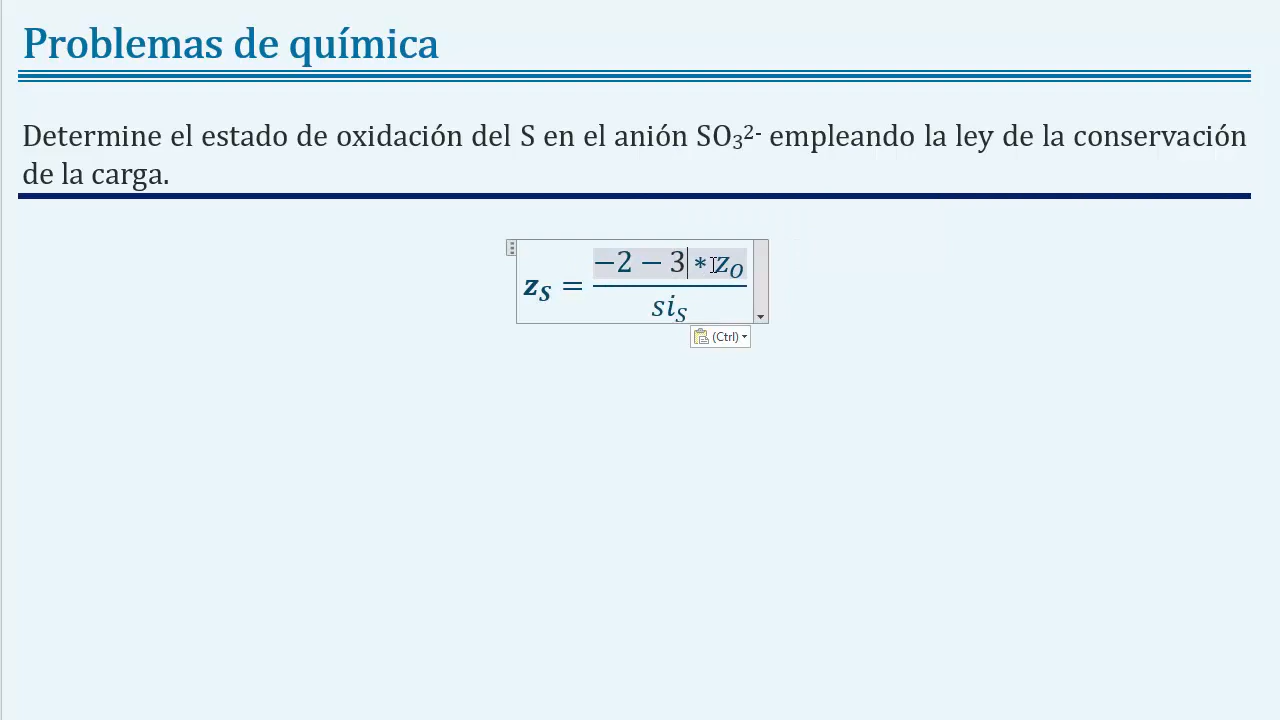 Problemas de química
Determine el estado de oxidación del S en el anión SO₃²⁻ empleando la ley de la conservación
de la carga.
z_S = (−2 − 3 * z_O) / si_S
(Ctrl)